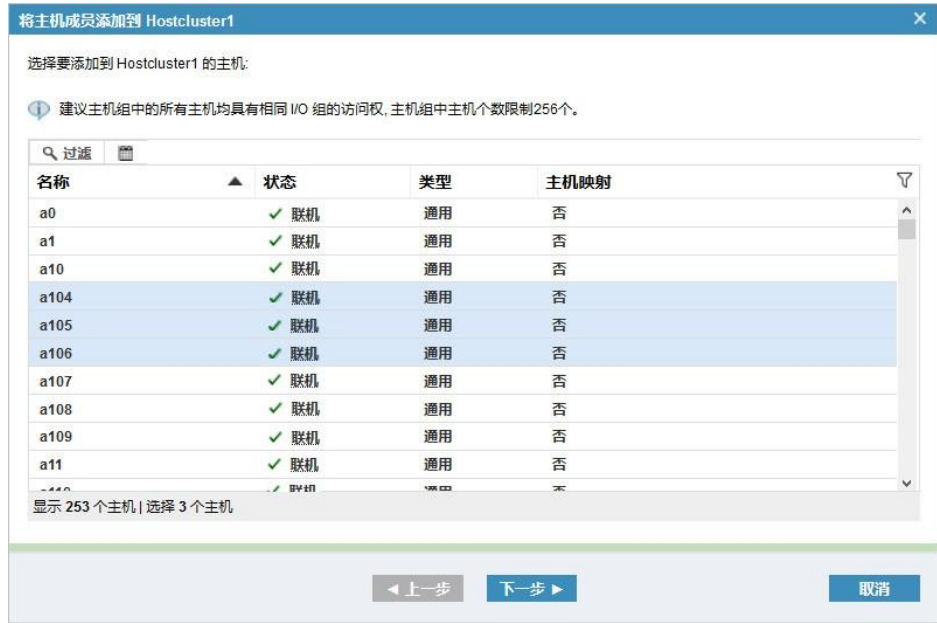 将主机成员添加到 Hostcluster1
选择要添加到 Hostcluster1 的主机:
建议主机组中的所有主机均具有相同 I/O 组的访问权, 主机组中主机个数限制256个。
过滤
名称 状态 类型 主机映射
a0 联机 通用 否
a1 联机 通用 否
a10 联机 通用 否
a104 联机 通用 否
a105 联机 通用 否
a106 联机 通用 否
a107 联机 通用 否
a108 联机 通用 否
a109 联机 通用 否
a11 联机 通用 否
显示 253 个主机 | 选择 3 个主机
上一步 下一步 取消